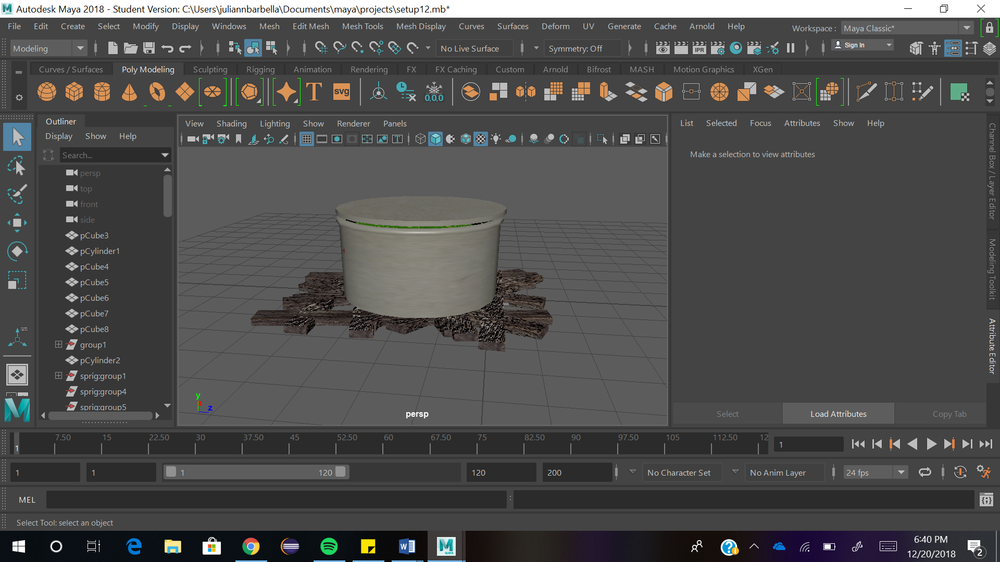 Autodesk Maya 2018 - Student Version: C:\Users\juliannbarbella\Documents\maya\projects\setup12.mb*
File Edit Create Select Modify Display Windows Mesh Edit Mesh Mesh Tools Mesh Display Curves Surfaces Deform UV Generate Cache Arnold Help
Workspace : Maya Classic*
Modeling No Live Surface Symmetry: Off IPR Sign In
Curves / Surfaces Poly Modeling Sculpting Rigging Animation Rendering FX FX Caching Custom Arnold Bifrost MASH Motion Graphics XGen
T svg 0,0,0
Outliner
Display Show Help
Search...
persp
top
front
side
pCube3
pCylinder1
pCube4
pCube5
pCube6
pCube7
pCube8
group1
pCylinder2
sprig:group1
sprig:group4
sprig:group5
View Shading Lighting Show Renderer Panels
y
z
persp
List Selected Focus Attributes Show Help
Make a selection to view attributes
Select Load Attributes Copy Tab
Channel Box / Layer Editor
Modeling Toolkit
Attribute Editor
1 7.50 15 22.50 30 37.50 45 52.50 60 67.50 75 82.50 90 97.50 105 112.50 12
1
1 1 1 120 120 200 No Character Set No Anim Layer 24 fps
MEL
Select Tool: select an object
MAYA
6:40 PM
12/20/2018
2